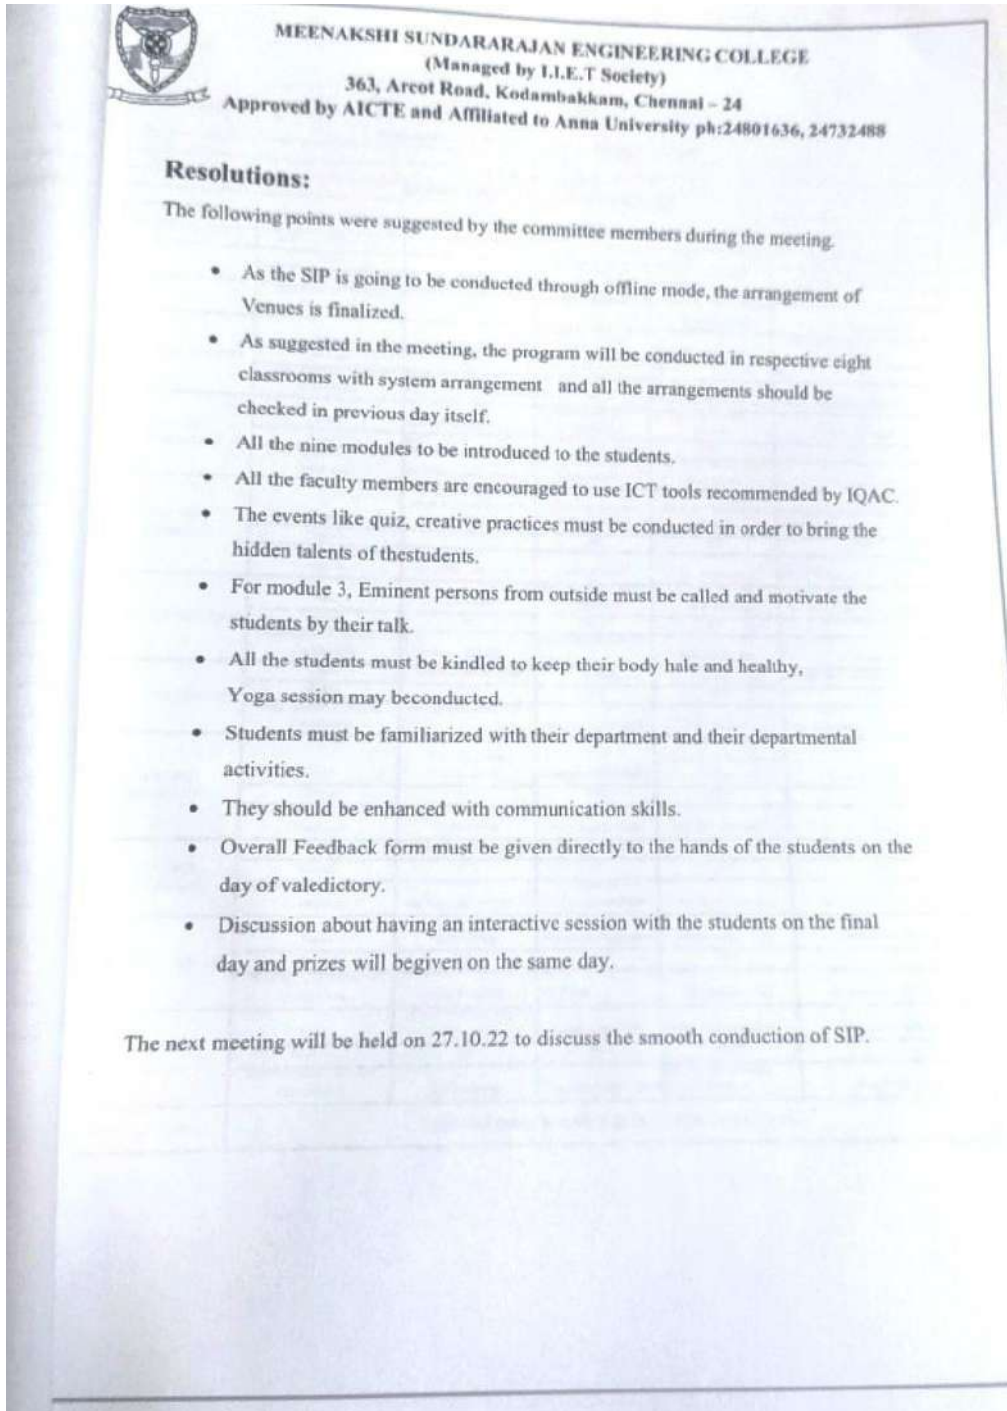 MEENAKSHI SUNDARARAJAN ENGINEERING COLLEGE
(Managed by I.I.E.T Society)
363, Arcot Road, Kodambakkam, Chennai – 24
Approved by AICTE and Affiliated to Anna University ph:24801636, 24732488
Resolutions:
The following points were suggested by the committee members during the meeting.
• As the SIP is going to be conducted through offline mode, the arrangement of
Venues is finalized.
• As suggested in the meeting, the program will be conducted in respective eight
classrooms with system arrangement and all the arrangements should be
checked in previous day itself.
• All the nine modules to be introduced to the students.
• All the faculty members are encouraged to use ICT tools recommended by IQAC.
• The events like quiz, creative practices must be conducted in order to bring the
hidden talents of thestudents.
• For module 3, Eminent persons from outside must be called and motivate the
students by their talk.
• All the students must be kindled to keep their body hale and healthy,
Yoga session may beconducted.
• Students must be familiarized with their department and their departmental
activities.
• They should be enhanced with communication skills.
• Overall Feedback form must be given directly to the hands of the students on the
day of valedictory.
• Discussion about having an interactive session with the students on the final
day and prizes will begiven on the same day.
The next meeting will be held on 27.10.22 to discuss the smooth conduction of SIP.